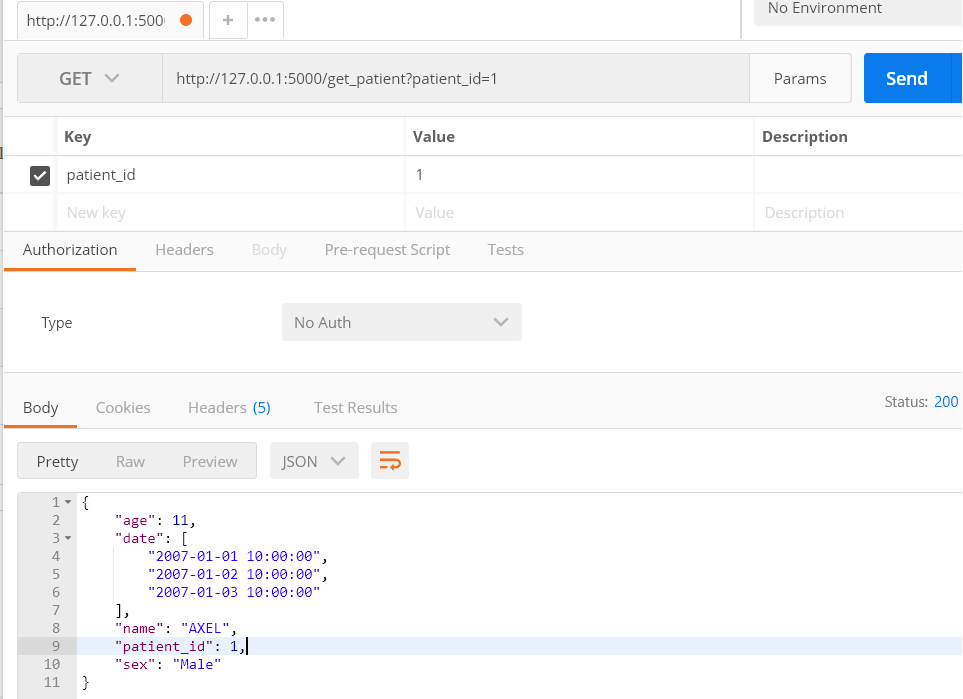 http://127.0.0.1:500 + ••• No Environment
GET http://127.0.0.1:5000/get_patient?patient_id=1 Params Send
Key Value Description
patient_id 1
New key Value Description
Authorization Headers Body Pre-request Script Tests
Type No Auth
Body Cookies Headers (5) Test Results Status: 200
Pretty Raw Preview JSON
1 {
2 "age": 11,
3 "date": [
4 "2007-01-01 10:00:00",
5 "2007-01-02 10:00:00",
6 "2007-01-03 10:00:00"
7 ],
8 "name": "AXEL",
9 "patient_id": 1,
10 "sex": "Male"
11 }